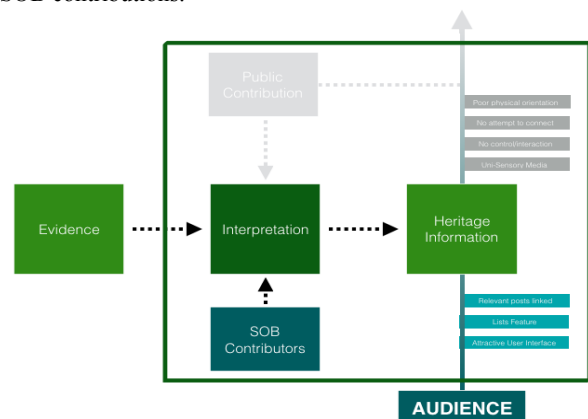 SOB contributions.
Public
Contribution
Poor physical orientation
No attempt to connect
No control/interaction
Uni-Sensory Media
Evidence
Interpretation
Heritage
Information
SOB
Contributors
Relevant posts linked
Lists Feature
Attractive User Interface
AUDIENCE